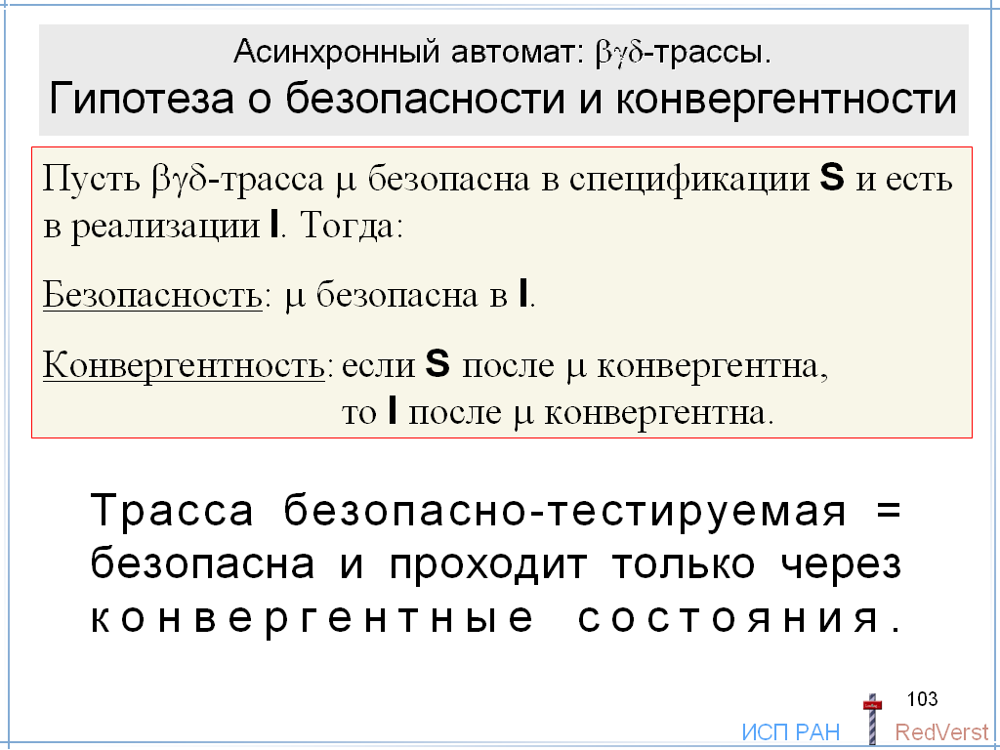 Асинхронный автомат: βγδ-трассы.
Гипотеза о безопасности и конвергентности
Пусть βγδ-трасса μ безопасна в спецификации S и есть
в реализации I. Тогда:
Безопасность: μ безопасна в I.
Конвергентность: если S после μ конвергентна,
то I после μ конвергентна.
Трасса безопасно-тестируемая =
безопасна и проходит только через
конвергентные состояния.
103
ИСП РАН RedVerst